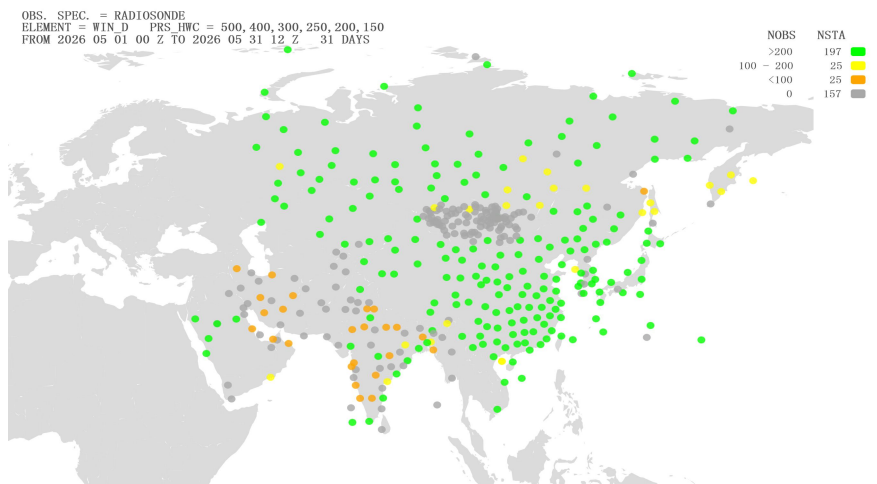 OBS. SPEC. = RADIOSONDE
ELEMENT = WIN_D   PRS_HWC = 500,400,300,250,200,150
FROM 2026 05 01 00 Z TO 2026 05 31 12 Z   31 DAYS
NOBS   NSTA
>200   197
100 - 200   25
<100   25
0   157